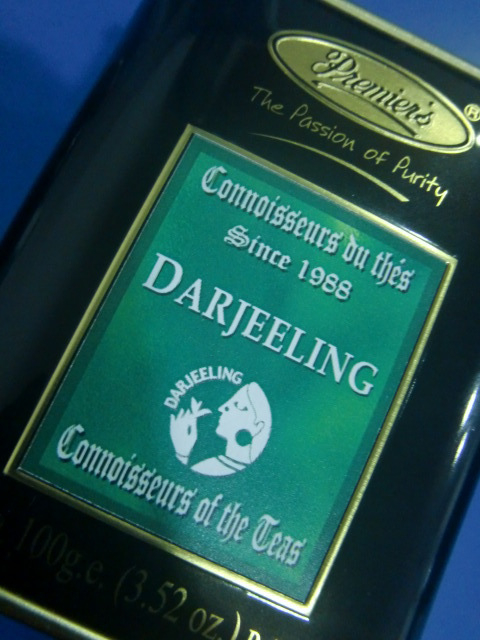 Premier's ®
The Passion of Purity
Connoisseurs du thés
Since 1988
DARJEELING
DARJEELING
Connoisseurs of the Teas
100g.e. (3.52 oz.)